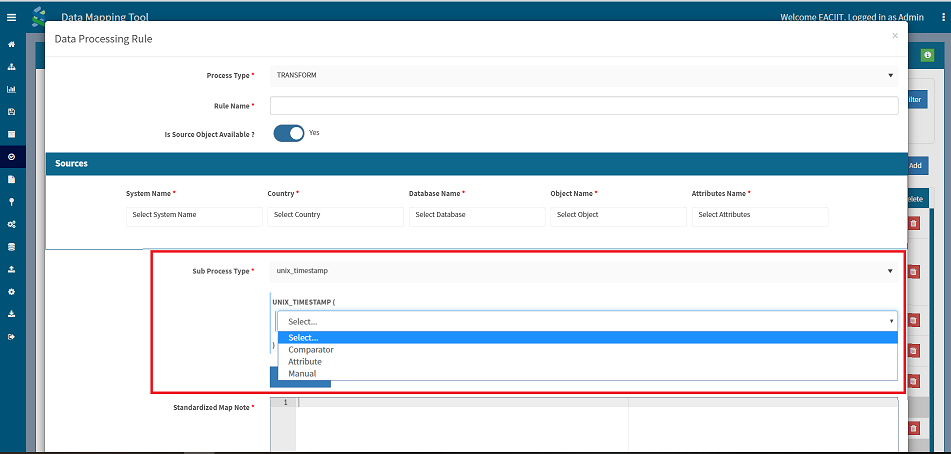 Data Mapping Tool
Welcome EACIIT, Logged in as Admin
Data Processing Rule
×
Process Type *
TRANSFORM
Rule Name *
Is Source Object Available ?
Yes
Sources
System Name *
Country *
Database Name *
Object Name *
Attributes Name *
Select System Name
Select Country
Select Database
Select Object
Select Attributes
Sub Process Type *
unix_timestamp
UNIX_TIMESTAMP (
Select...
Select...
Comparator
Attribute
Manual
)
Standardized Map Note *
1
Add